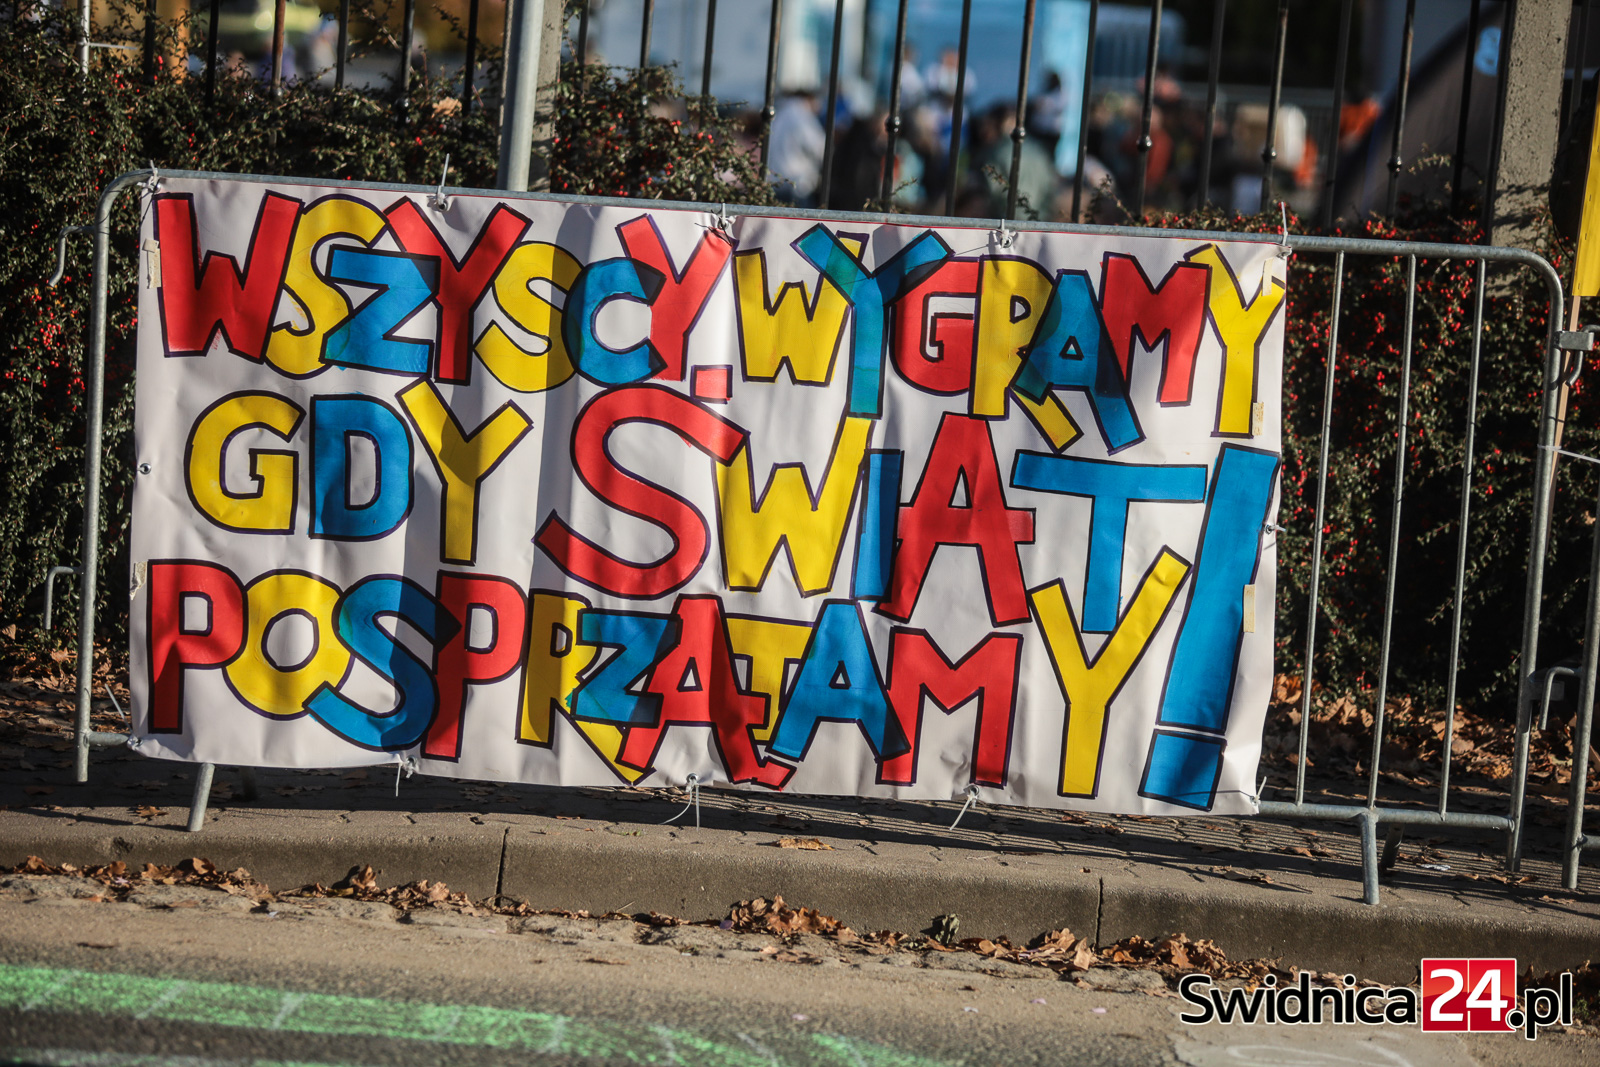 WSZYSCY WYGRAMY
GDY ŚWIAT
POSPRZĄTAMY!
Swidnica24.pl